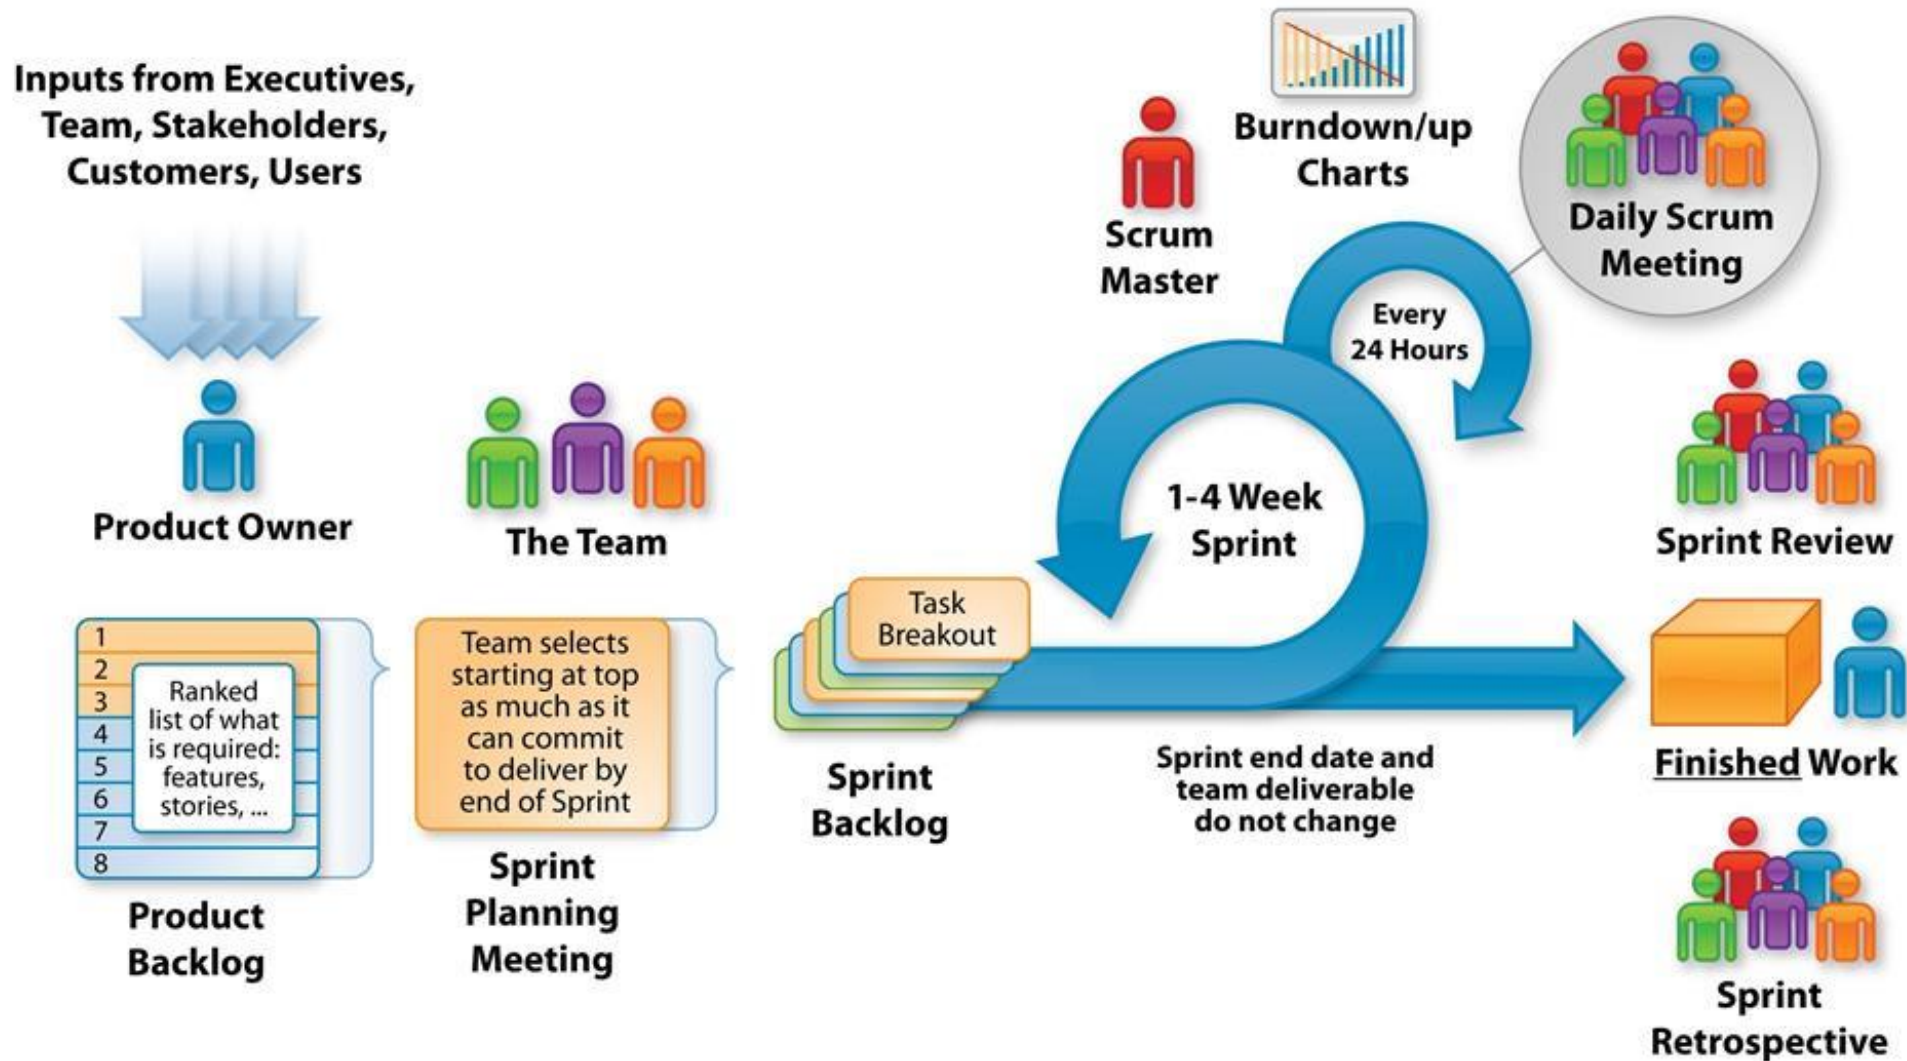 Inputs from Executives,
Team, Stakeholders,
Customers, Users
Product Owner
The Team
1
2
3
4
5
6
7
8
Ranked
list of what
is required:
features,
stories, ...
Product
Backlog
Team selects
starting at top
as much as it
can commit
to deliver by
end of Sprint
Sprint
Planning
Meeting
Task
Breakout
Sprint
Backlog
Scrum
Master
Burndown/up
Charts
Daily Scrum
Meeting
Every
24 Hours
1-4 Week
Sprint
Sprint end date and
team deliverable
do not change
Sprint Review
Finished Work
Sprint
Retrospective